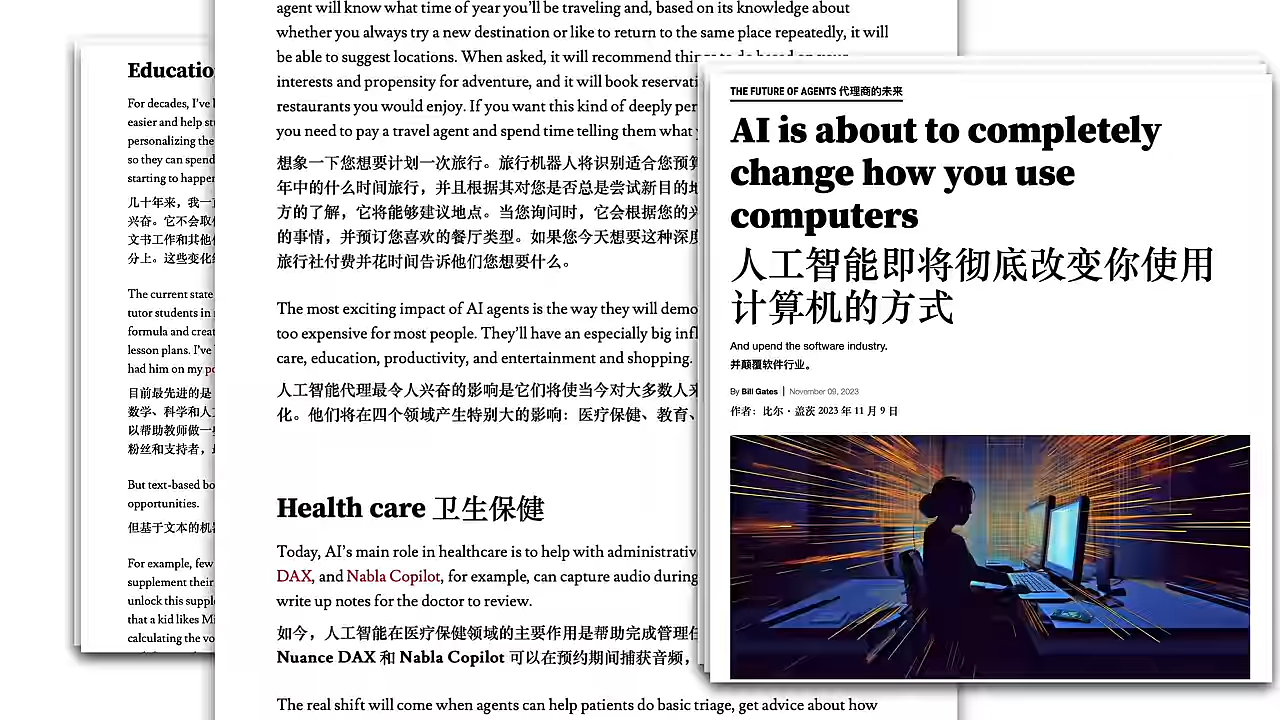 Educatio
For decades, I've
easier and help st
personalizing the
so they can spend
starting to happer
几十年来，我一直
兴奋。它不会取
文书工作和其他
分上。这些变化
The current state
tutor students in
formula and creat
lesson plans. I've
had him on my p
目前最先进的是
数学、科学和人
以帮助教师做一
粉丝和支持者，
But text-based bo
opportunities.
但基于文本的机
For example, few
supplement their
unlock this supple
that a kid likes Mi
calculating the vo
agent will know what time of year you'll be traveling and, based on its knowledge about
whether you always try a new destination or like to return to the same place repeatedly, it will
be able to suggest locations. When asked, it will recommend things to do based on your
interests and propensity for adventure, and it will book reservati
restaurants you would enjoy. If you want this kind of deeply per
you need to pay a travel agent and spend time telling them what
想象一下您想要计划一次旅行。旅行机器人将识别适合您预算
年中的什么时间旅行，并且根据其对您是否总是尝试新目的地
方的了解，它将能够建议地点。当您询问时，它会根据您的兴
的事情，并预订您喜欢的餐厅类型。如果您今天想要这种深度
旅行社付费并花时间告诉他们您想要什么。
The most exciting impact of AI agents is the way they will demo
too expensive for most people. They'll have an especially big infl
care, education, productivity, and entertainment and shopping.
人工智能代理最令人兴奋的影响是它们将使当今对大多数人来
化。他们将在四个领域产生特别大的影响：医疗保健、教育、
Health care 卫生保健
Today, AI's main role in healthcare is to help with administrativ
DAX, and Nabla Copilot, for example, can capture audio during
write up notes for the doctor to review.
如今，人工智能在医疗保健领域的主要作用是帮助完成管理任
Nuance DAX 和 Nabla Copilot 可以在预约期间捕获音频，
The real shift will come when agents can help patients do basic triage, get advice about how
THE FUTURE OF AGENTS 代理商的未来
AI is about to completely
change how you use
computers
人工智能即将彻底改变你使用
计算机的方式
And upend the software industry.
并颠覆软件行业。
By Bill Gates | November 09, 2023
作者：比尔·盖茨 2023 年 11 月 9 日